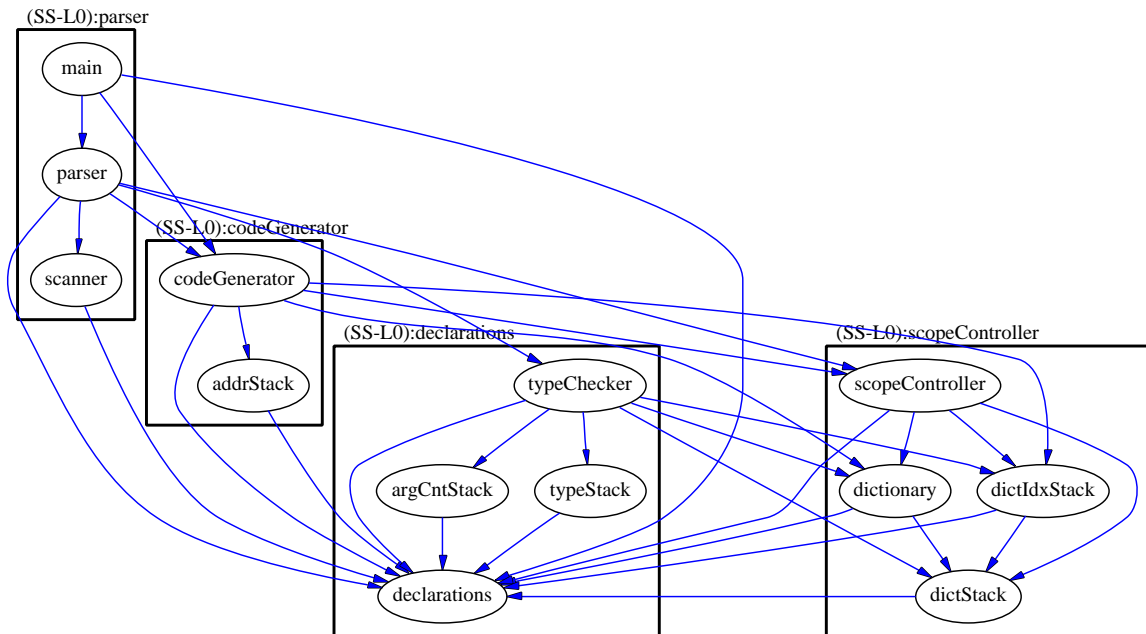 (SS-L0):parser
main
parser
(SS-L0):codeGenerator
scanner
codeGenerator
(SS-L0):declarations
(SS-L0):scopeController
addrStack
typeChecker
scopeController
argCntStack
typeStack
dictionary
dictIdxStack
declarations
dictStack